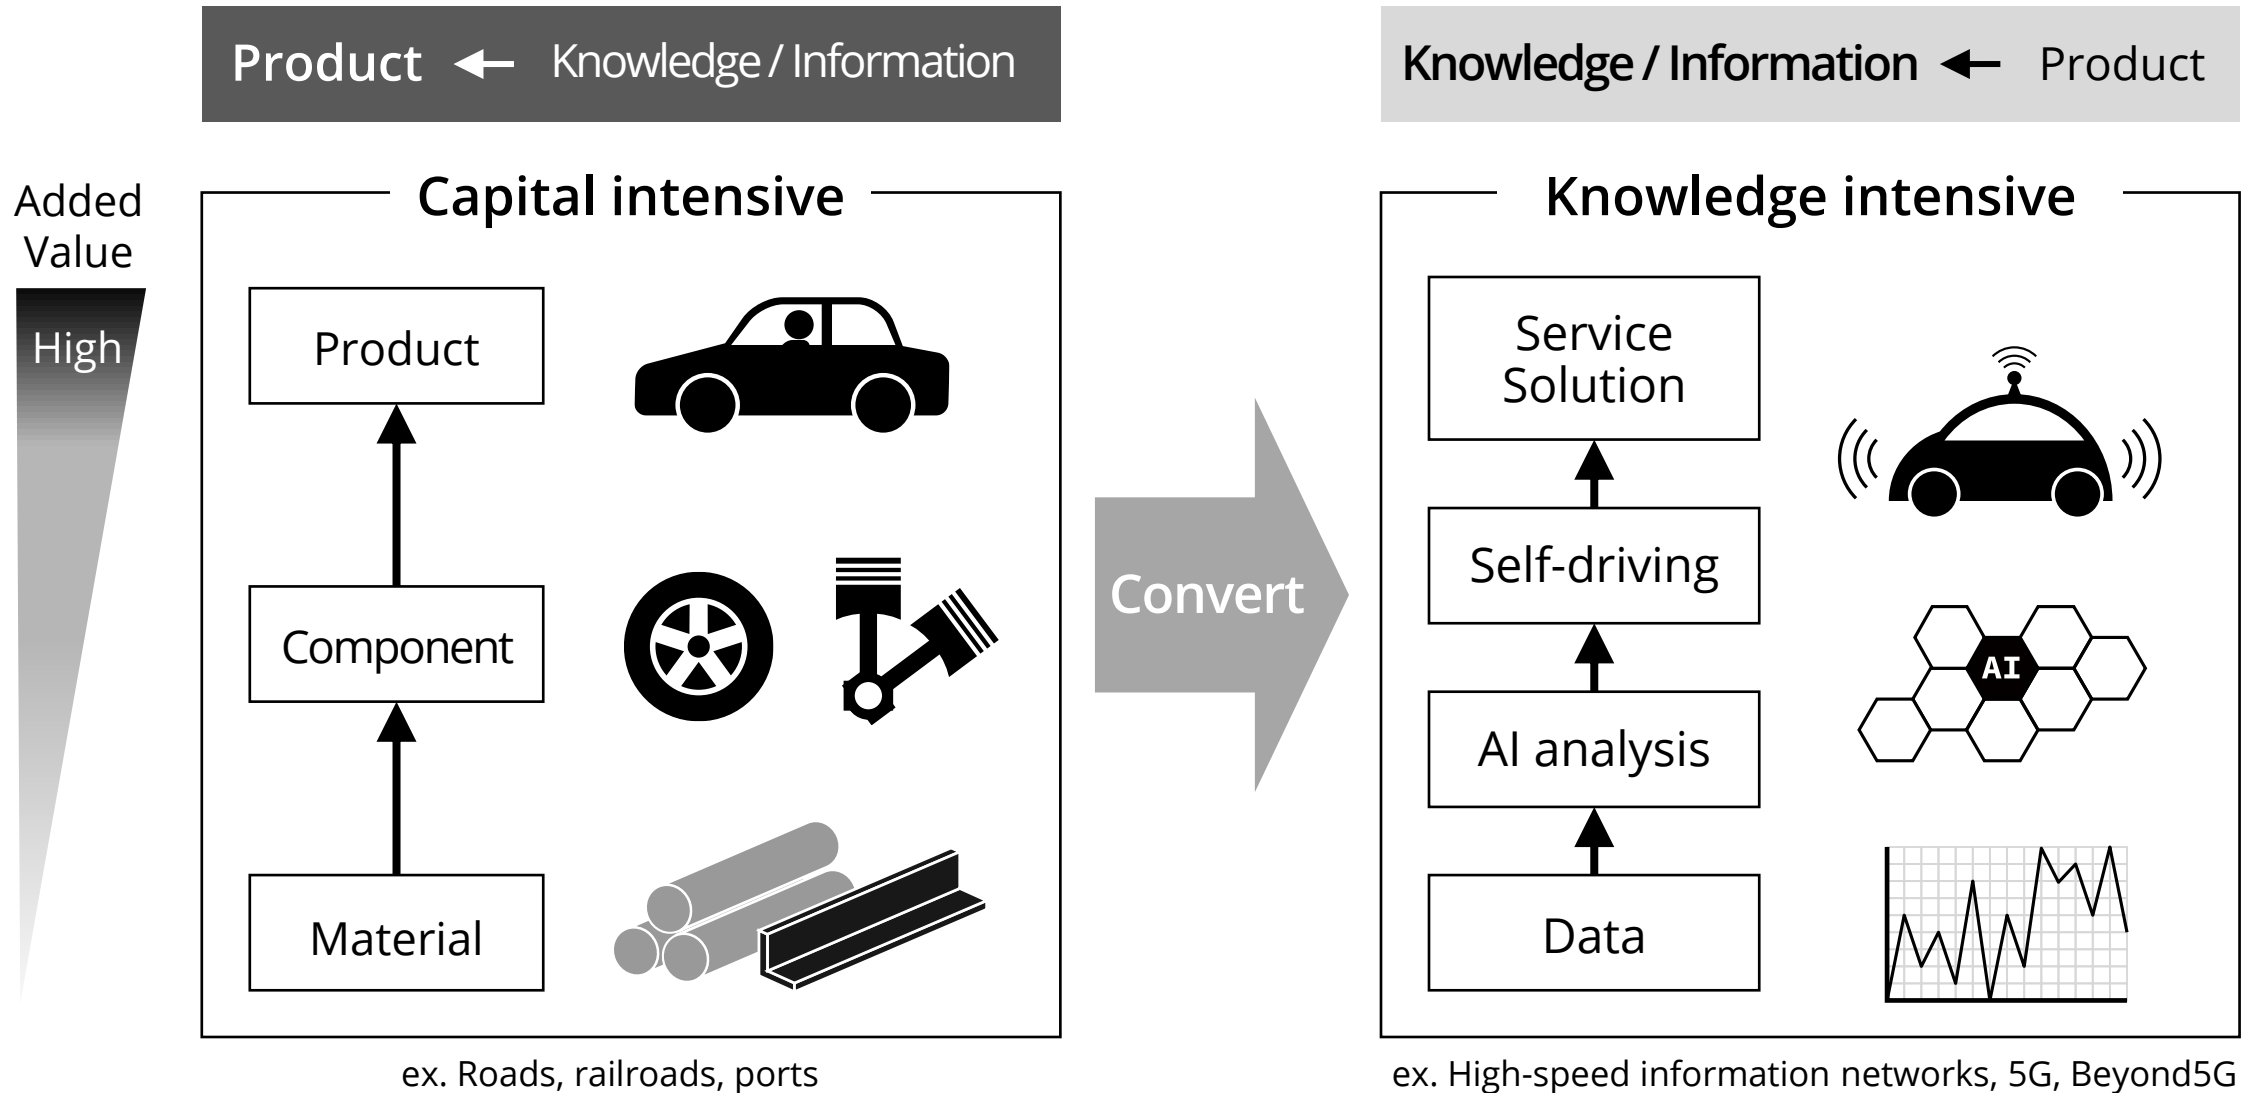 Product ← Knowledge / Information
Knowledge / Information ← Product
Added
Value
High
Capital intensive
Product
Component
Material
ex. Roads, railroads, ports
Convert
Knowledge intensive
Service
Solution
Self-driving
AI analysis
Data
AI
ex. High-speed information networks, 5G, Beyond5G